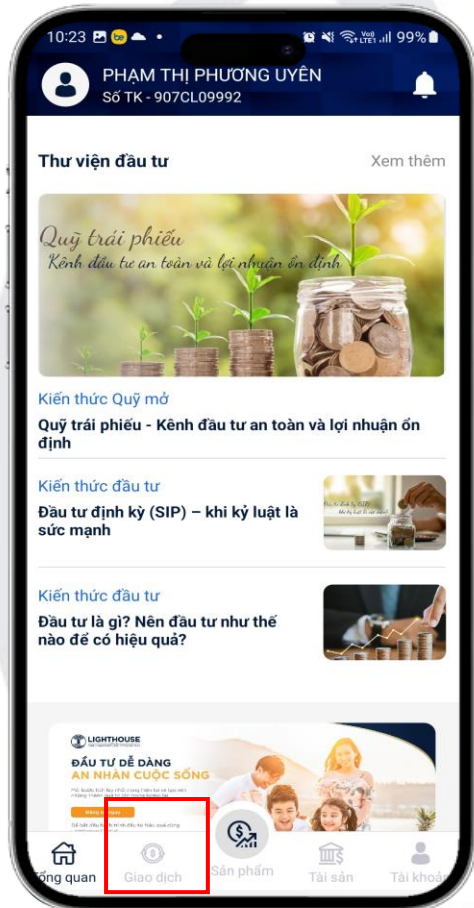 10:23
Vo)) LTE1 99%
PHẠM THỊ PHƯƠNG UYÊN
Số TK - 907CL09992
Thư viện đầu tư
Xem thêm
Quỹ trái phiếu
Kênh đầu tư an toàn và lợi nhuận ổn định
Kiến thức Quỹ mở
Quỹ trái phiếu - Kênh đầu tư an toàn và lợi nhuận ổn
định
Kiến thức đầu tư
Đầu tư định kỳ (SIP) – khi kỷ luật là
sức mạnh
Kiến thức đầu tư
Đầu tư là gì? Nên đầu tư như thế
nào để có hiệu quả?
LIGHTHOUSE
ĐẦU TƯ DỄ DÀNG
AN NHÀN CUỘC SỐNG
Tổng quan
Giao dịch
Sản phẩm
Tài sản
Tài khoản